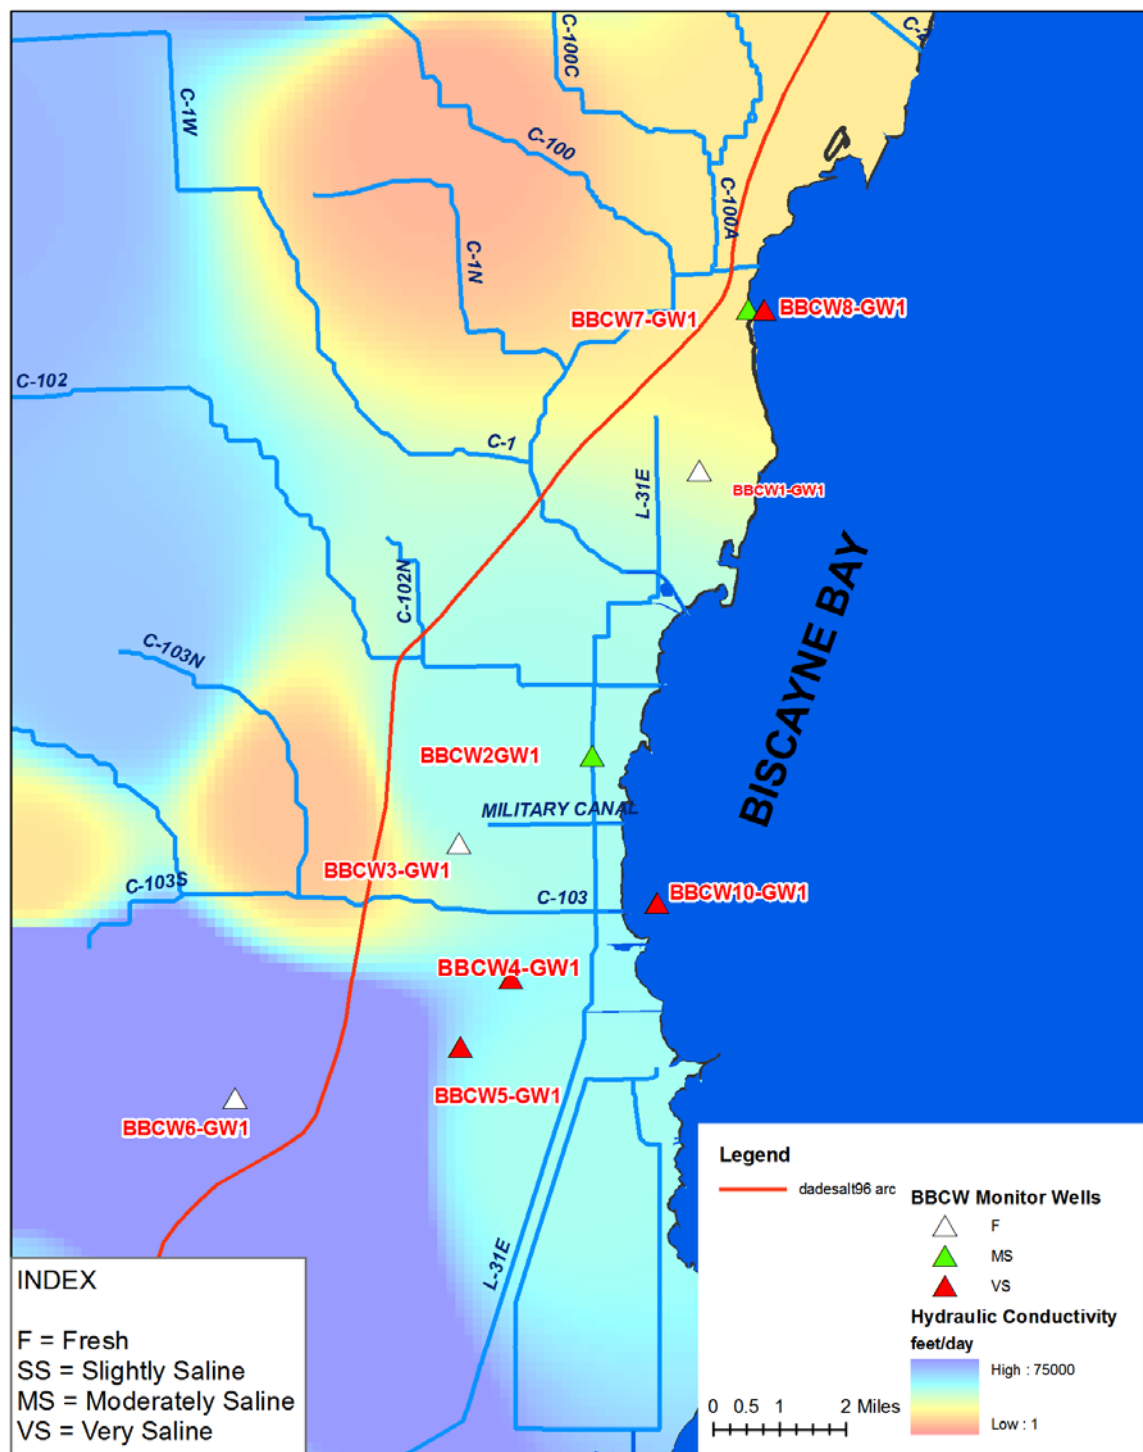 C-100C
C-2
C-1W
C-100
C-100A
C-1N
BBCW7-GW1
BBCW8-GW1
C-102
C-1
L-31E
BBCW1-GW1
C-102N
C-103N
BISCAYNE BAY
BBCW2GW1
MILITARY CANAL
BBCW3-GW1
C-103S
C-103
BBCW10-GW1
BBCW4-GW1
BBCW5-GW1
BBCW6-GW1
L-31E
INDEX
F = Fresh
SS = Slightly Saline
MS = Moderately Saline
VS = Very Saline
Legend
dadesalt96 arc
BBCW Monitor Wells
F
MS
VS
Hydraulic Conductivity
feet/day
High : 75000
Low : 1
0 0.5 1 2 Miles